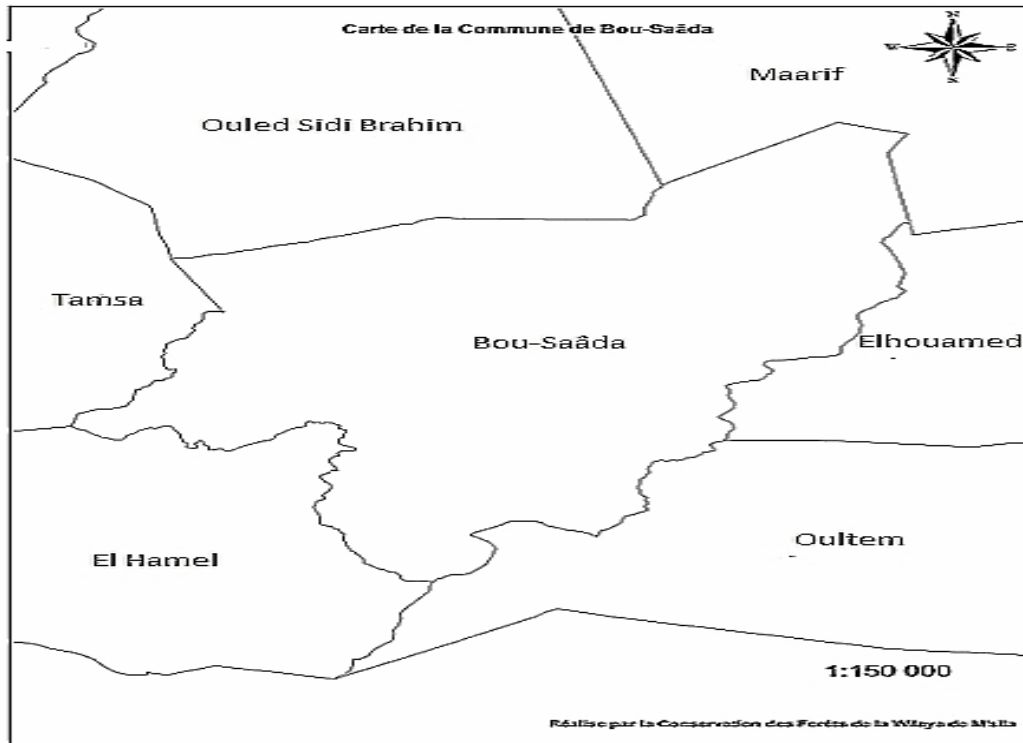 Carte de la Commune de Bou-Saâda
N
W
E
S
Maarif
Ouled Sidi Brahim
Tamsa
Bou-Saâda
Elhouamed
Oultem
El Hamel
1:150 000
Réalise par la Conservation des Forêts de la Wilaya de M'sila